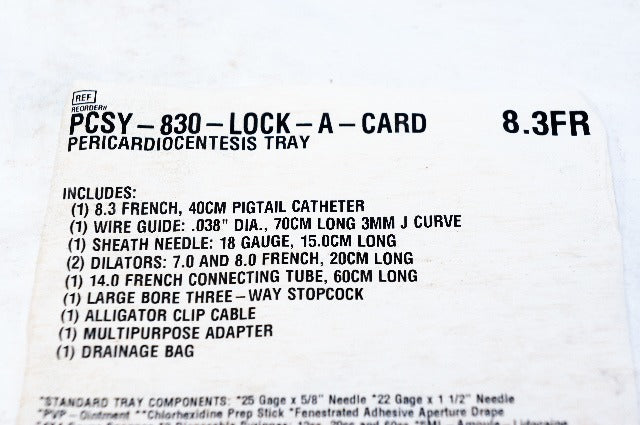 REF
REORDER#
PCSY-830-LOCK-A-CARD 8.3FR
PERICARDIOCENTESIS TRAY
INCLUDES:
(1) 8.3 FRENCH, 40CM PIGTAIL CATHETER
(1) WIRE GUIDE: .038" DIA., 70CM LONG 3MM J CURVE
(1) SHEATH NEEDLE: 18 GAUGE, 15.0CM LONG
(2) DILATORS: 7.0 AND 8.0 FRENCH, 20CM LONG
(1) 14.0 FRENCH CONNECTING TUBE, 60CM LONG
(1) LARGE BORE THREE-WAY STOPCOCK
(1) ALLIGATOR CLIP CABLE
(1) MULTIPURPOSE ADAPTER
(1) DRAINAGE BAG
*STANDARD TRAY COMPONENTS: *25 Gage x 5/8" Needle *22 Gage x 1 1/2" Needle
*PVP-Ointment **Chlorhexidine Prep Stick *Fenestrated Adhesive Aperture Drape